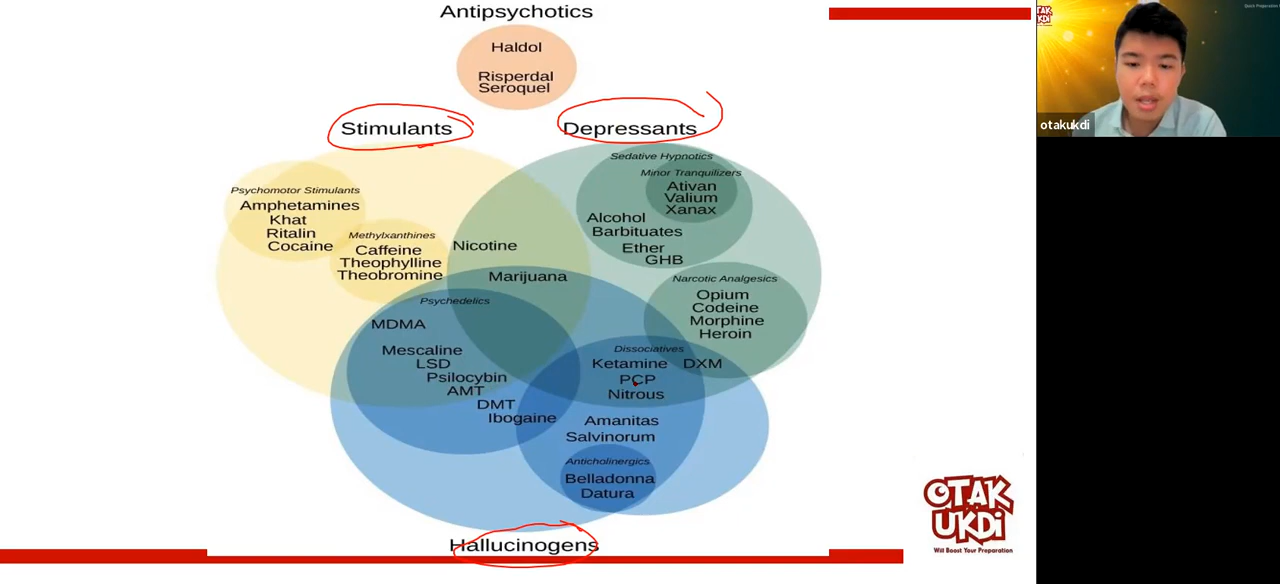 Antipsychotics
Haldol
Risperdal
Seroquel
Stimulants
Depressants
Psychomotor Stimulants
Amphetamines
Khat
Ritalin
Cocaine
Methylxanthines
Caffeine
Theophylline
Theobromine
Nicotine
Marijuana
Sedative Hypnotics
Minor Tranquilizers
Ativan
Valium
Xanax
Alcohol
Barbituates
Ether
GHB
Narcotic Analgesics
Opium
Codeine
Morphine
Heroin
Psychedelics
MDMA
Mescaline
LSD
Psilocybin
AMT
DMT
Ibogaine
Dissociatives
Ketamine
DXM
PCP
Nitrous
Amanitas
Salvinorum
Anticholinergics
Belladonna
Datura
Hallucinogens
OTAK
UKDi
Will Boost Your Preparation
OTAK
UKDI
otakukdi